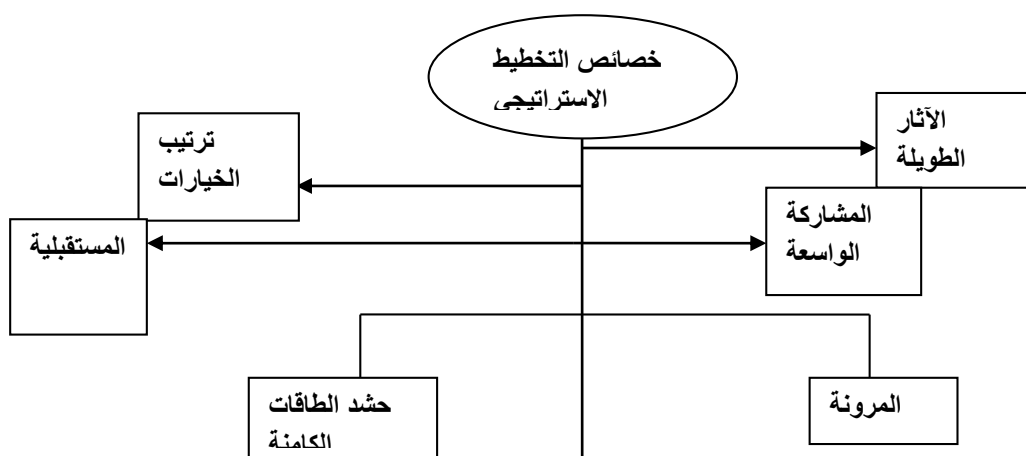 خصائص التخطيط
الاستراتيجي
الآثار
الطويلة
ترتيب
الخيارات
المشاركة
الواسعة
المستقبلية
المرونة
حشد الطاقات
الكامنة